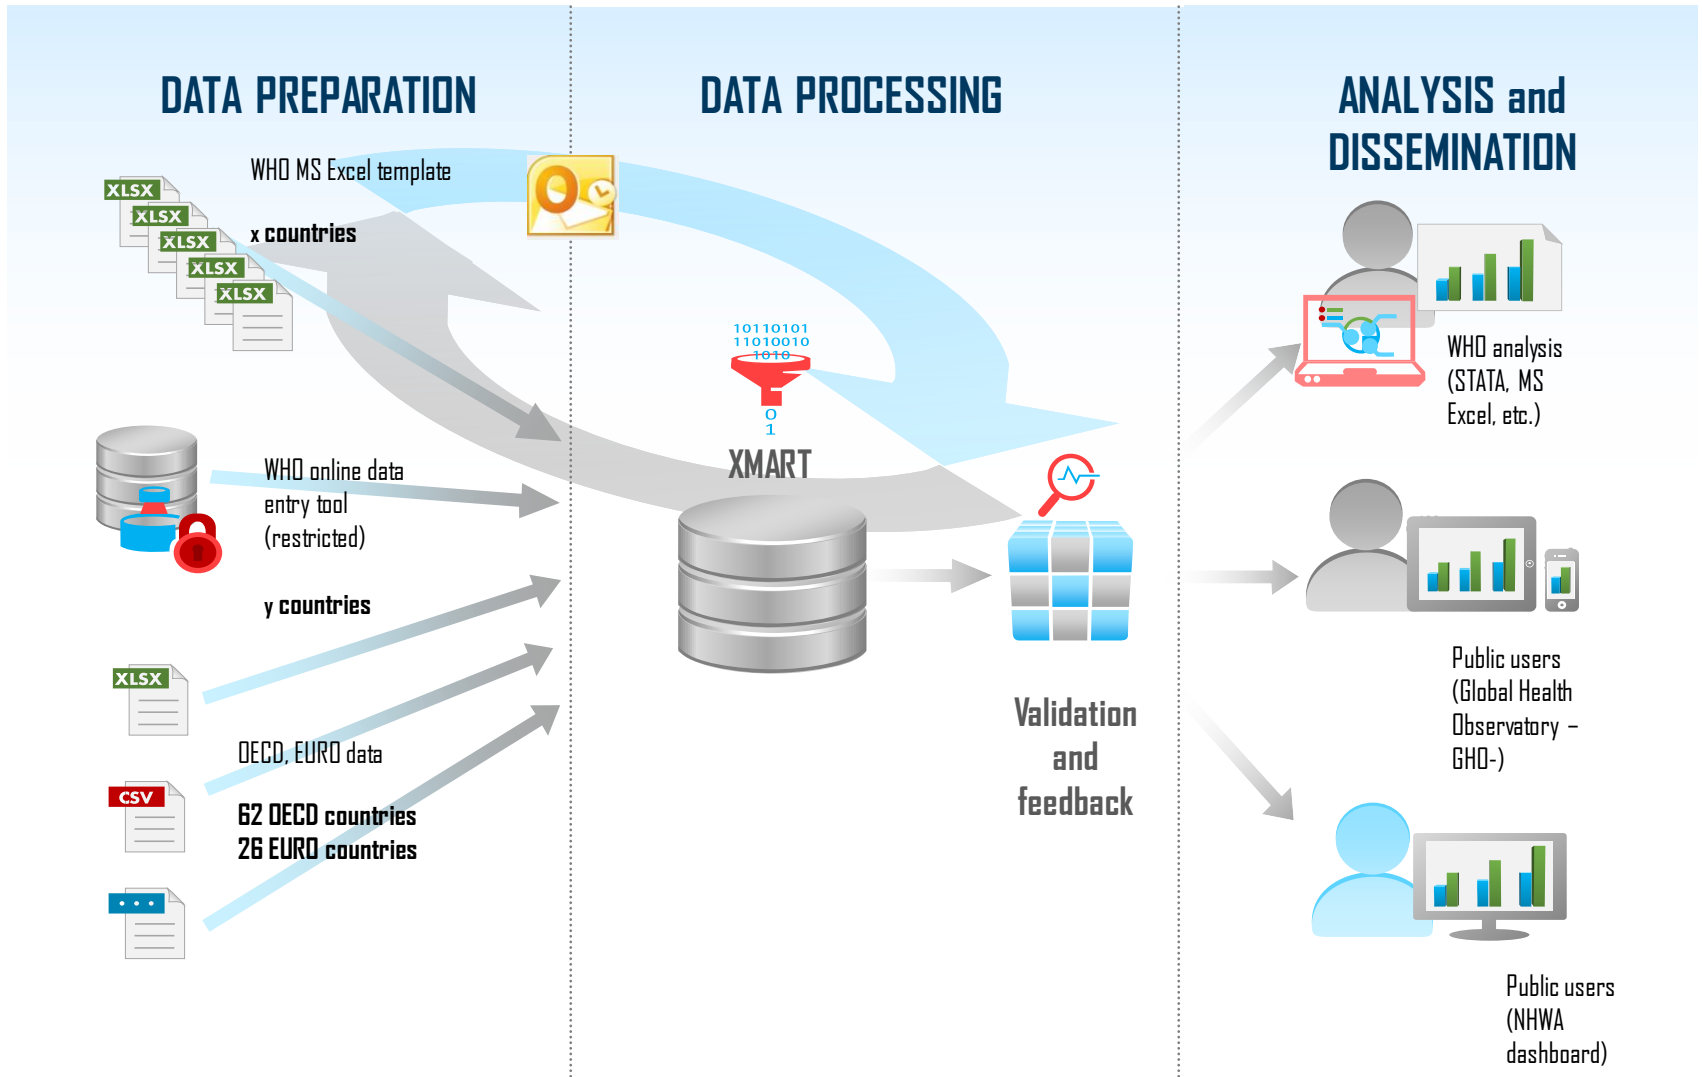 DATA PREPARATION
WHO MS Excel template
XLSX
XLSX
XLSX
XLSX
XLSX
x countries
WHO online data
entry tool
(restricted)
y countries
XLSX
OECD, EURO data
CSV
62 OECD countries
26 EURO countries
DATA PROCESSING
O
10110101
11010010
1010
0
1
XMART
Validation
and
feedback
ANALYSIS and
DISSEMINATION
WHO analysis
(STATA, MS
Excel, etc.)
Public users
(Global Health
Observatory –
GHO-)
Public users
(NHWA
dashboard)